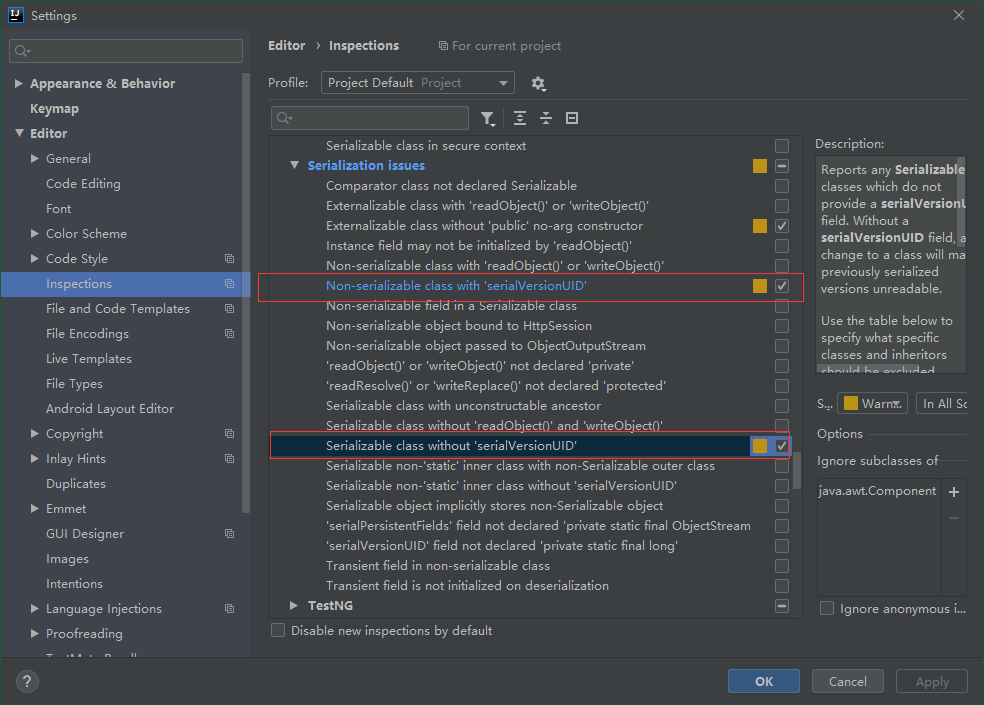 Settings
Appearance & Behavior
Keymap
Editor
General
Code Editing
Font
Color Scheme
Code Style
Inspections
File and Code Templates
File Encodings
Live Templates
File Types
Android Layout Editor
Copyright
Inlay Hints
Duplicates
Emmet
GUI Designer
Images
Intentions
Language Injections
Proofreading
Editor › Inspections
For current project
Profile:
Project Default Project
Serializable class in secure context
Serialization issues
Comparator class not declared Serializable
Externalizable class with 'readObject()' or 'writeObject()'
Externalizable class without 'public' no-arg constructor
Instance field may not be initialized by 'readObject()'
Non-serializable class with 'readObject()' or 'writeObject()'
Non-serializable class with 'serialVersionUID'
Non-serializable field in a Serializable class
Non-serializable object bound to HttpSession
Non-serializable object passed to ObjectOutputStream
'readObject()' or 'writeObject()' not declared 'private'
'readResolve()' or 'writeReplace()' not declared 'protected'
Serializable class with unconstructable ancestor
Serializable class without 'readObject()' and 'writeObject()'
Serializable class without 'serialVersionUID'
Serializable non-'static' inner class with non-Serializable outer class
Serializable non-'static' inner class without 'serialVersionUID'
Serializable object implicitly stores non-Serializable object
'serialPersistentFields' field not declared 'private static final ObjectStream
'serialVersionUID' field not declared 'private static final long'
Transient field in non-serializable class
Transient field is not initialized on deserialization
TestNG
Disable new inspections by default
Description:
Reports any Serializable
classes which do not
provide a serialVersionU
field. Without a
serialVersionUID field, a
change to a class will ma
previously serialized
versions unreadable.
Use the table below to
specify what specific
classes and inheritors
should be excluded
S... Warn. In All Sc
Options
Ignore subclasses of
java.awt.Component
Ignore anonymous i...
?
OK
Cancel
Apply